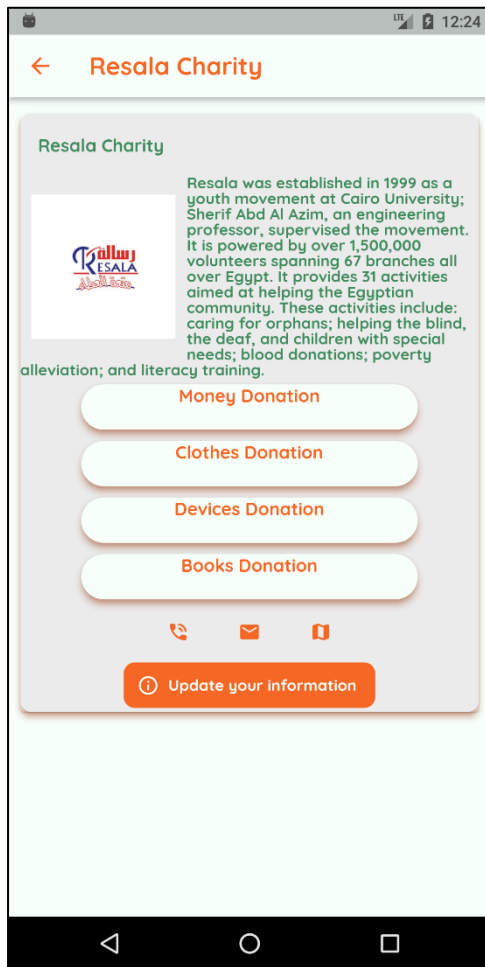 LTE 12:24
Resala Charity
Resala Charity
Resala was established in 1999 as a
youth movement at Cairo University;
Sherif Abd Al Azim, an engineering
professor, supervised the movement.
It is powered by over 1,500,000
volunteers spanning 67 branches all
over Egypt. It provides 31 activities
aimed at helping the Egyptian
community. These activities include:
caring for orphans; helping the blind,
the deaf, and children with special
needs; blood donations; poverty
alleviation; and literacy training.
رسالة
RESALA
Money Donation
Clothes Donation
Devices Donation
Books Donation
Update your information